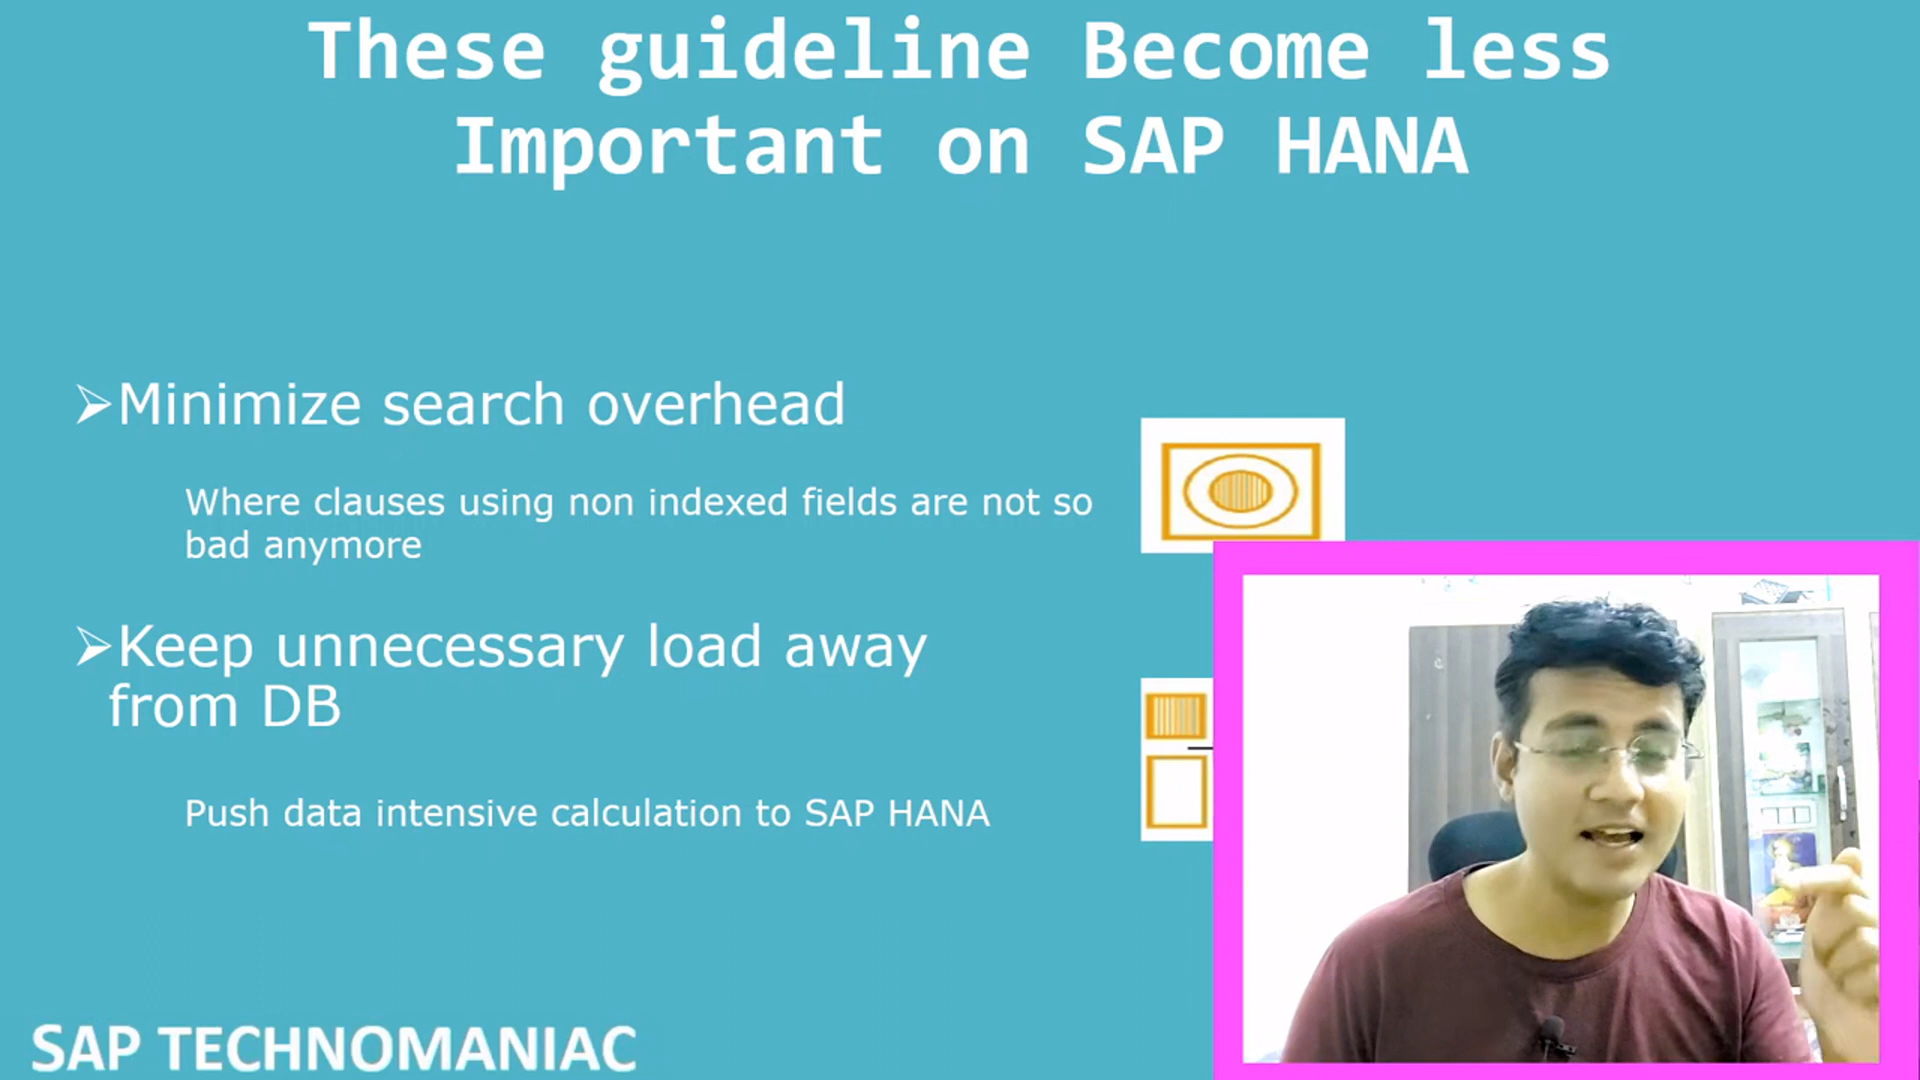 These guideline Become less
Important on SAP HANA
➢Minimize search overhead
Where clauses using non indexed fields are not so
bad anymore
➢Keep unnecessary load away
from DB
Push data intensive calculation to SAP HANA
SAP TECHNOMANIAC